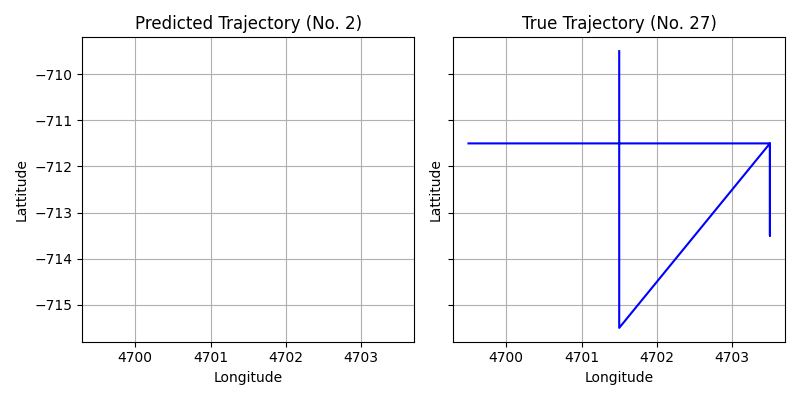 Predicted Trajectory (No. 2)
True Trajectory (No. 27)
Lattitude
−710
−711
−712
−713
−714
−715
4700 4701 4702 4703
Longitude
Lattitude
4700 4701 4702 4703
Longitude